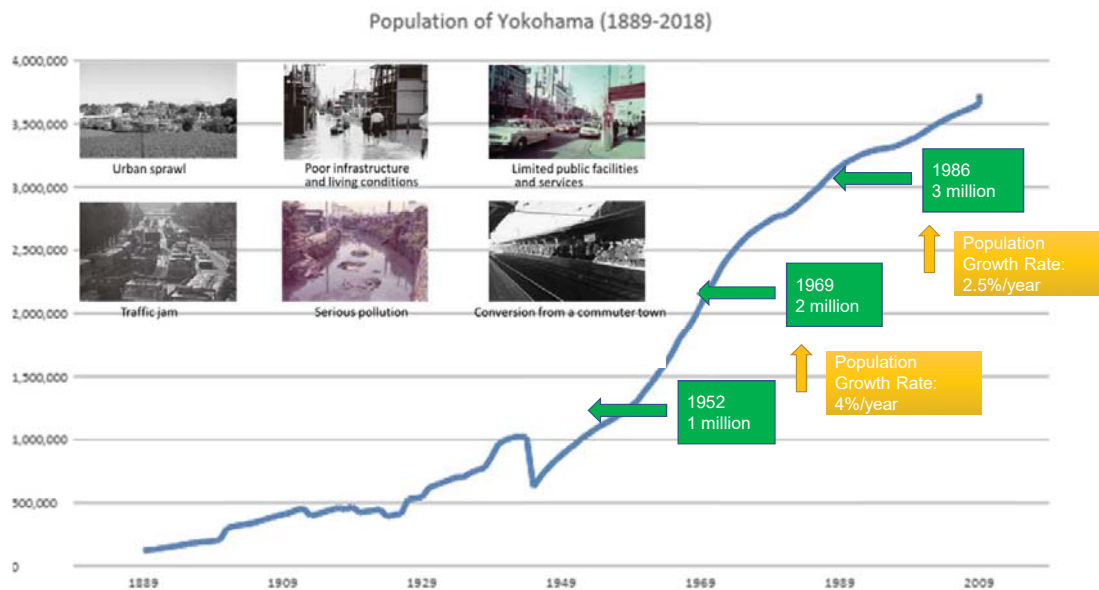 Population of Yokohama (1889-2018)
4,000,000
3,500,000
3,000,000
2,500,000
2,000,000
1,500,000
1,000,000
500,000
0
Urban sprawl
Poor infrastructure
and living conditions
Limited public facilities
and services
Traffic jam
Serious pollution
Conversion from a commuter town
1986
3 million
Population
Growth Rate:
2.5%/year
1969
2 million
Population
Growth Rate:
4%/year
1952
1 million
1889
1909
1929
1949
1969
1989
2009